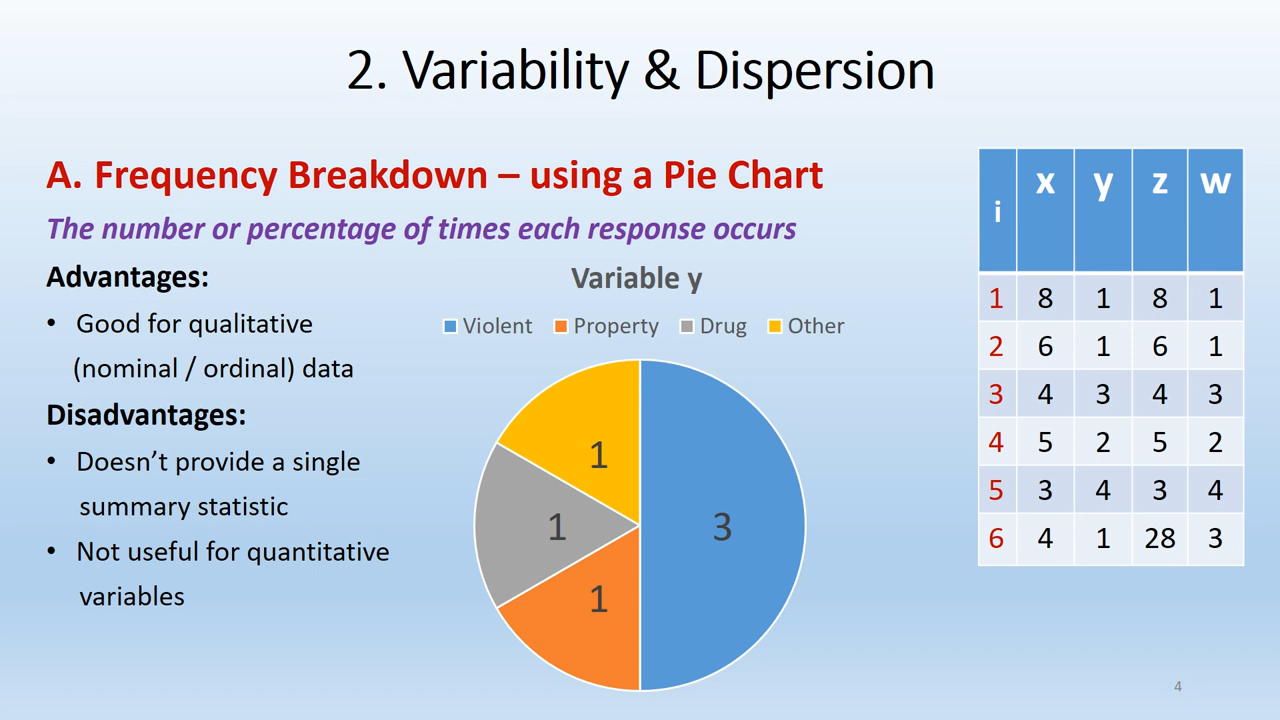 2. Variability & Dispersion
A. Frequency Breakdown – using a Pie Chart
The number or percentage of times each response occurs
Advantages:
• Good for qualitative
(nominal / ordinal) data
Disadvantages:
• Doesn’t provide a single
summary statistic
• Not useful for quantitative
variables
Variable y
Violent Property Drug Other
1
3
1
1
i x y z w
1 8 1 8 1
2 6 1 6 1
3 4 3 4 3
4 5 2 5 2
5 3 4 3 4
6 4 1 28 3
4